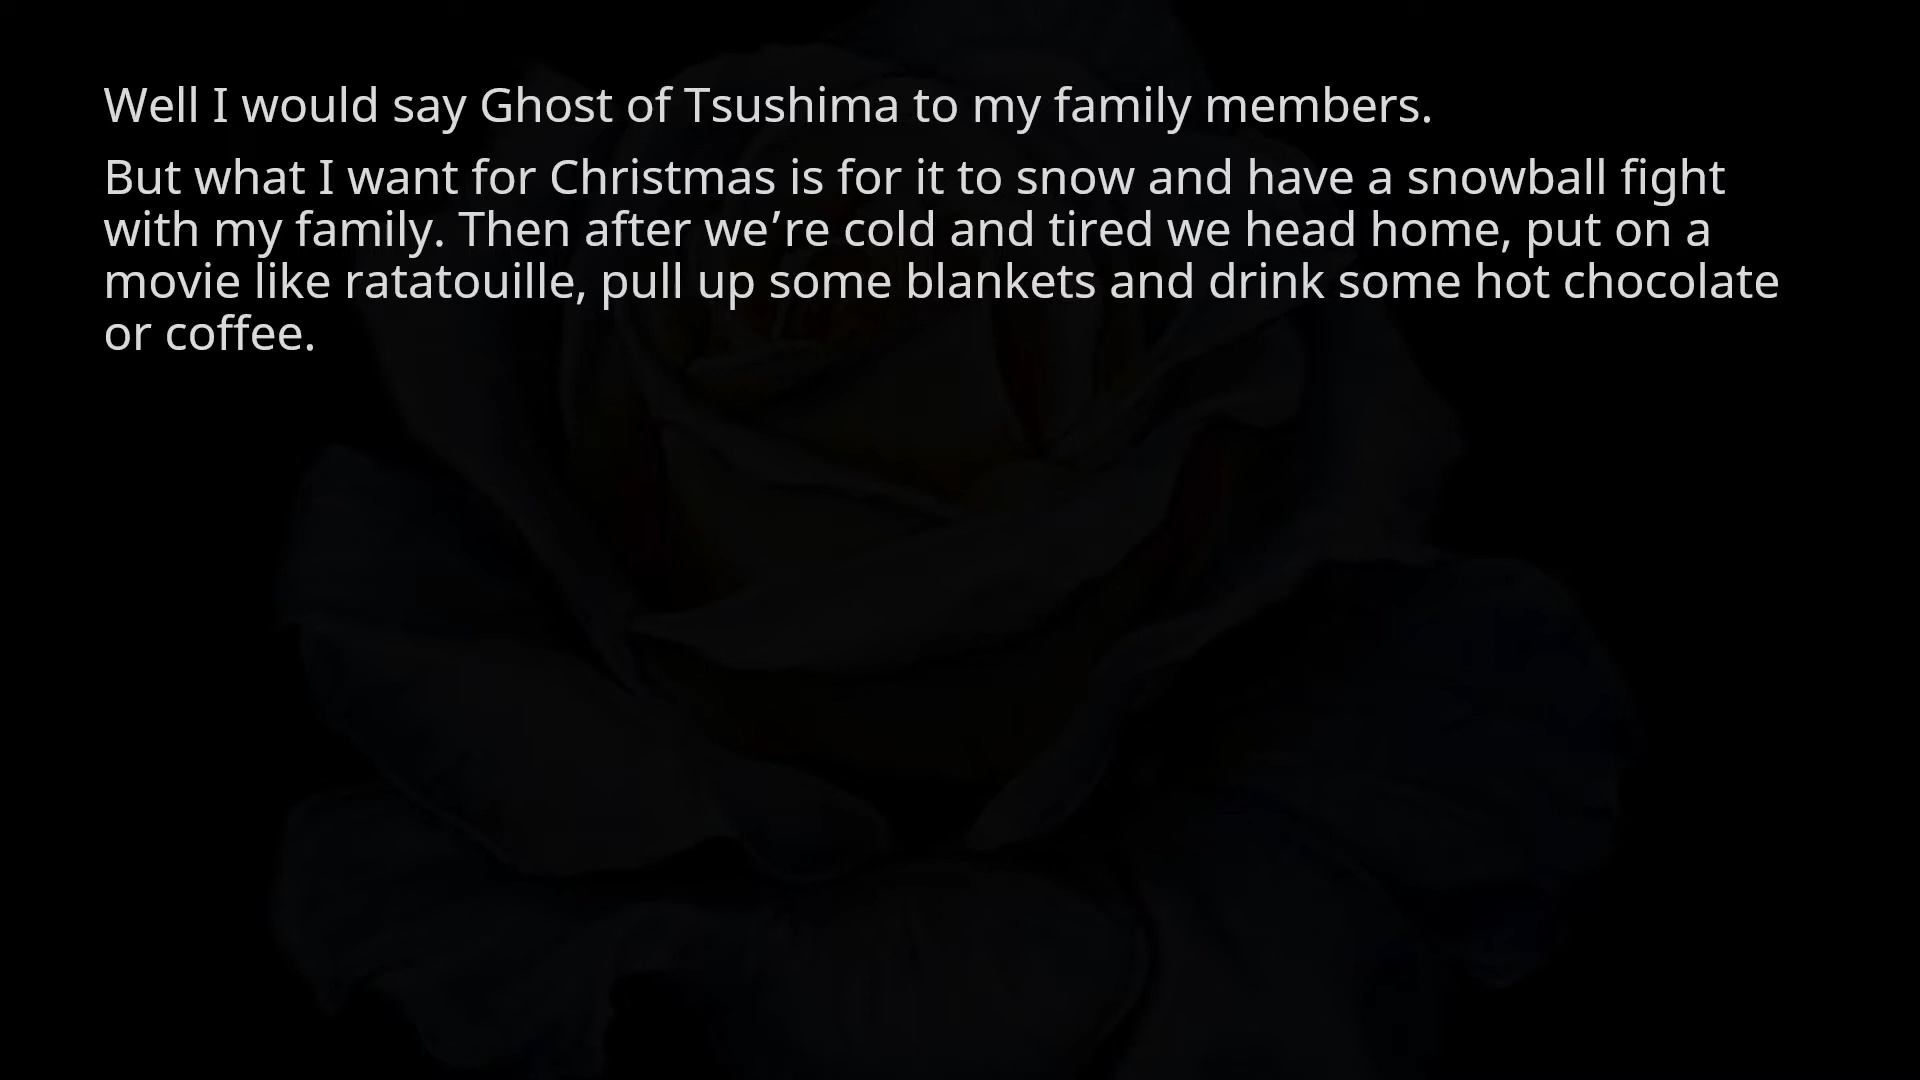 Well I would say Ghost of Tsushima to my family members.
But what I want for Christmas is for it to snow and have a snowball fight
with my family. Then after we’re cold and tired we head home, put on a
movie like ratatouille, pull up some blankets and drink some hot chocolate
or coffee.